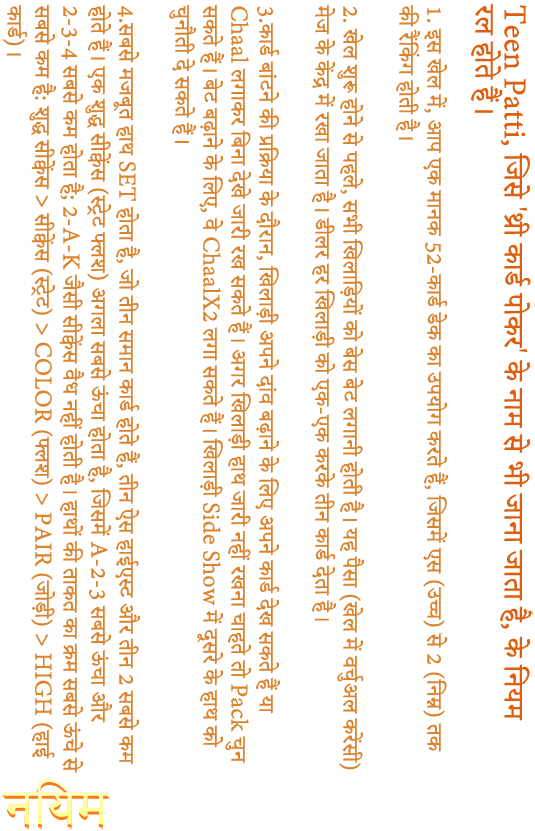 Teen Patti, जिसे 'थ्री कार्ड पोकर' के नाम से भी जाना जाता है, के नियम
रल होते हैं।
1. इस खेल में, आप एक मानक 52-कार्ड डेक का उपयोग करते हैं, जिसमें एस (उच्च) से 2 (निम्न) तक
की रैंकिंग होती है।
2. खेल शुरू होने से पहले, सभी खिलाड़ियों को बेस बेट लगानी होती है। यह पैसा (खेल में वर्चुअल करेंसी)
मेज के केंद्र में रखा जाता है। डीलर हर खिलाड़ी को एक-एक करके तीन कार्ड देता है।
3.कार्ड बांटने की प्रक्रिया के दौरान, खिलाड़ी अपने दांव बढ़ाने के लिए अपने कार्ड देख सकते हैं या
Chaal लगाकर बिना देखे जारी रख सकते हैं। अगर खिलाड़ी हाथ जारी नहीं रखना चाहते तो Pack चुन
सकते हैं। बेट बढ़ाने के लिए, वे ChaalX2 लगा सकते हैं। खिलाड़ी Side Show में दूसरे के हाथ को
चुनौती दे सकते हैं।
4.सबसे मजबूत हाथ SET होता है, जो तीन समान कार्ड होते हैं, तीन ऐस हाईएस्ट और तीन 2 सबसे कम
होते हैं। एक शुद्ध सीक्वेंस (स्ट्रेट फ्लश) अगला सबसे ऊंचा होता है, जिसमें A-2-3 सबसे ऊंचा और
2-3-4 सबसे कम होता है; 2-A-K जैसी सीक्वेंस वैध नहीं होती है। हाथों की ताकत का क्रम सबसे ऊंचे से
सबसे कम है: शुद्ध सीक्वेंस > सीक्वेंस (स्ट्रेट) > COLOR (फ्लश) > PAIR (जोड़ी) > HIGH (हाई
कार्ड)।
नियम